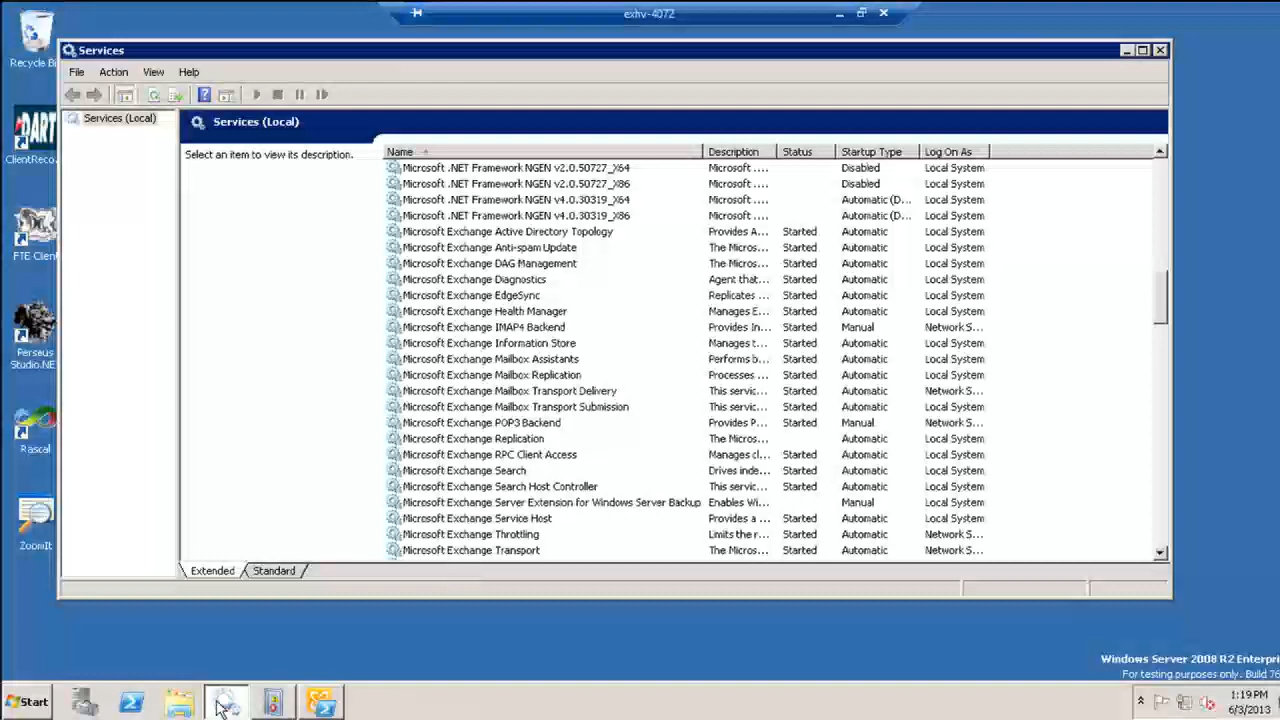 exhv-4072
Recycle Bi
Services
File Action View Help
Services (Local)
Services (Local)
Select an item to view its description.
Name Description Status Startup Type Log On As
Microsoft .NET Framework NGEN v2.0.50727_X64 Microsoft .... Disabled Local System
Microsoft .NET Framework NGEN v2.0.50727_X86 Microsoft .... Disabled Local System
Microsoft .NET Framework NGEN v4.0.30319_X64 Microsoft .... Automatic (D... Local System
Microsoft .NET Framework NGEN v4.0.30319_X86 Microsoft .... Automatic (D... Local System
Microsoft Exchange Active Directory Topology Provides A... Started Automatic Local System
Microsoft Exchange Anti-spam Update The Micros... Started Automatic Local System
Microsoft Exchange DAG Management The Micros... Started Automatic Local System
Microsoft Exchange Diagnostics Agent that... Started Automatic Local System
Microsoft Exchange EdgeSync Replicates ... Started Automatic Local System
Microsoft Exchange Health Manager Manages E... Started Automatic Local System
Microsoft Exchange IMAP4 Backend Provides In... Started Manual Network S...
Microsoft Exchange Information Store Manages t... Started Automatic Local System
Microsoft Exchange Mailbox Assistants Performs b... Started Automatic Local System
Microsoft Exchange Mailbox Replication Processes ... Started Automatic Local System
Microsoft Exchange Mailbox Transport Delivery This servic... Started Automatic Network S...
Microsoft Exchange Mailbox Transport Submission This servic... Started Automatic Local System
Microsoft Exchange POP3 Backend Provides P... Started Manual Network S...
Microsoft Exchange Replication The Micros... Automatic Local System
Microsoft Exchange RPC Client Access Manages cl... Started Automatic Local System
Microsoft Exchange Search Drives inde... Started Automatic Local System
Microsoft Exchange Search Host Controller This servic... Started Automatic Local System
Microsoft Exchange Server Extension for Windows Server Backup Enables Wi... Manual Local System
Microsoft Exchange Service Host Provides a ... Started Automatic Local System
Microsoft Exchange Throttling Limits the r... Started Automatic Network S...
Microsoft Exchange Transport The Micros... Started Automatic Network S...
Extended Standard
DART
ClientReco...
FTE Clien
Perseus
Studio.NE
Rascal
ZoomIt
Windows Server 2008 R2 Enterpri
For testing purposes only. Build 76
Start
1:19 PM
6/3/2013